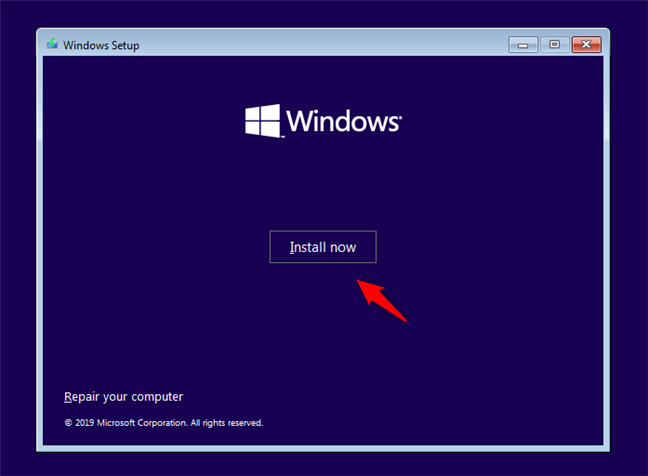 Windows Setup
Windows
Install now
Repair your computer
© 2019 Microsoft Corporation. All rights reserved.